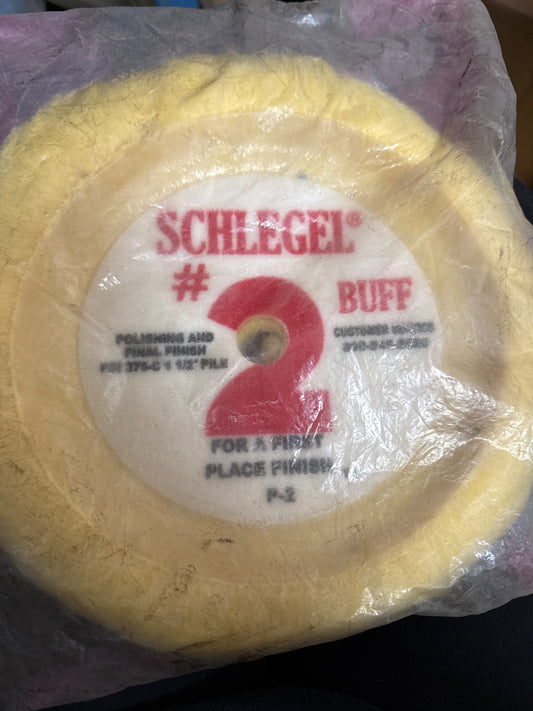 SCHLEGEL®
# 2 BUFF
POLISHING AND
FINAL FINISH
1 1/2" PILE
CUSTOMER
FOR A FIRST
PLACE FINISH
P-2